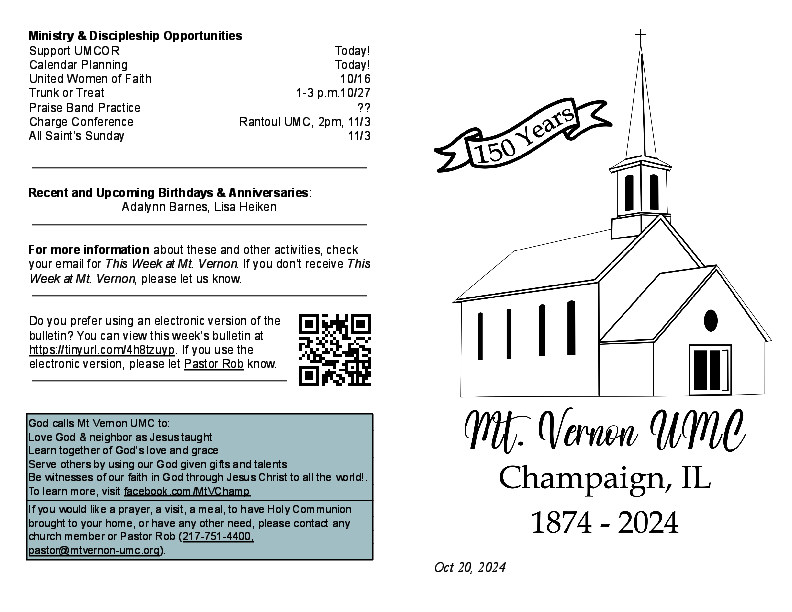 Ministry & Discipleship Opportunities
Support UMCOR Today!
Calendar Planning Today!
United Women of Faith 10/16
Trunk or Treat 1-3 p.m.10/27
Praise Band Practice ??
Charge Conference Rantoul UMC, 2pm, 11/3
All Saint's Sunday 11/3
Recent and Upcoming Birthdays & Anniversaries:
Adalynn Barnes, Lisa Heiken
For more information about these and other activities, check
your email for This Week at Mt. Vernon. If you don't receive This
Week at Mt. Vernon, please let us know.
Do you prefer using an electronic version of the
bulletin? You can view this week's bulletin at
https://tinyurl.com/4h8tzuyp. If you use the
electronic version, please let Pastor Rob know.
God calls Mt Vernon UMC to:
Love God & neighbor as Jesus taught
Learn together of God's love and grace
Serve others by using our God given gifts and talents
Be witnesses of our faith in God through Jesus Christ to all the world!.
To learn more, visit facebook.com/MtVChamp
If you would like a prayer, a visit, a meal, to have Holy Communion
brought to your home, or have any other need, please contact any
church member or Pastor Rob (217-751-4400,
pastor@mtvernon-umc.org).
150 Years
Mt. Vernon UMC
Champaign, IL
1874 - 2024
Oct 20, 2024